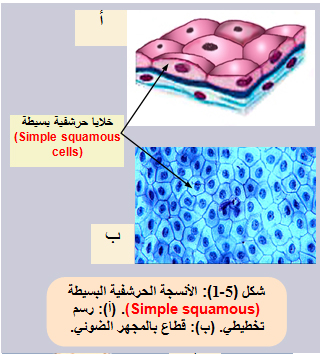 أ
خلايا حرشفية بسيطة
(Simple squamous
cells)
ب
شكل (5-1): الأنسجة الحرشفية البسيطة
(Simple squamous). (أ): رسم
تخطيطي. (ب): قطاع بالمجهر الضوئي.